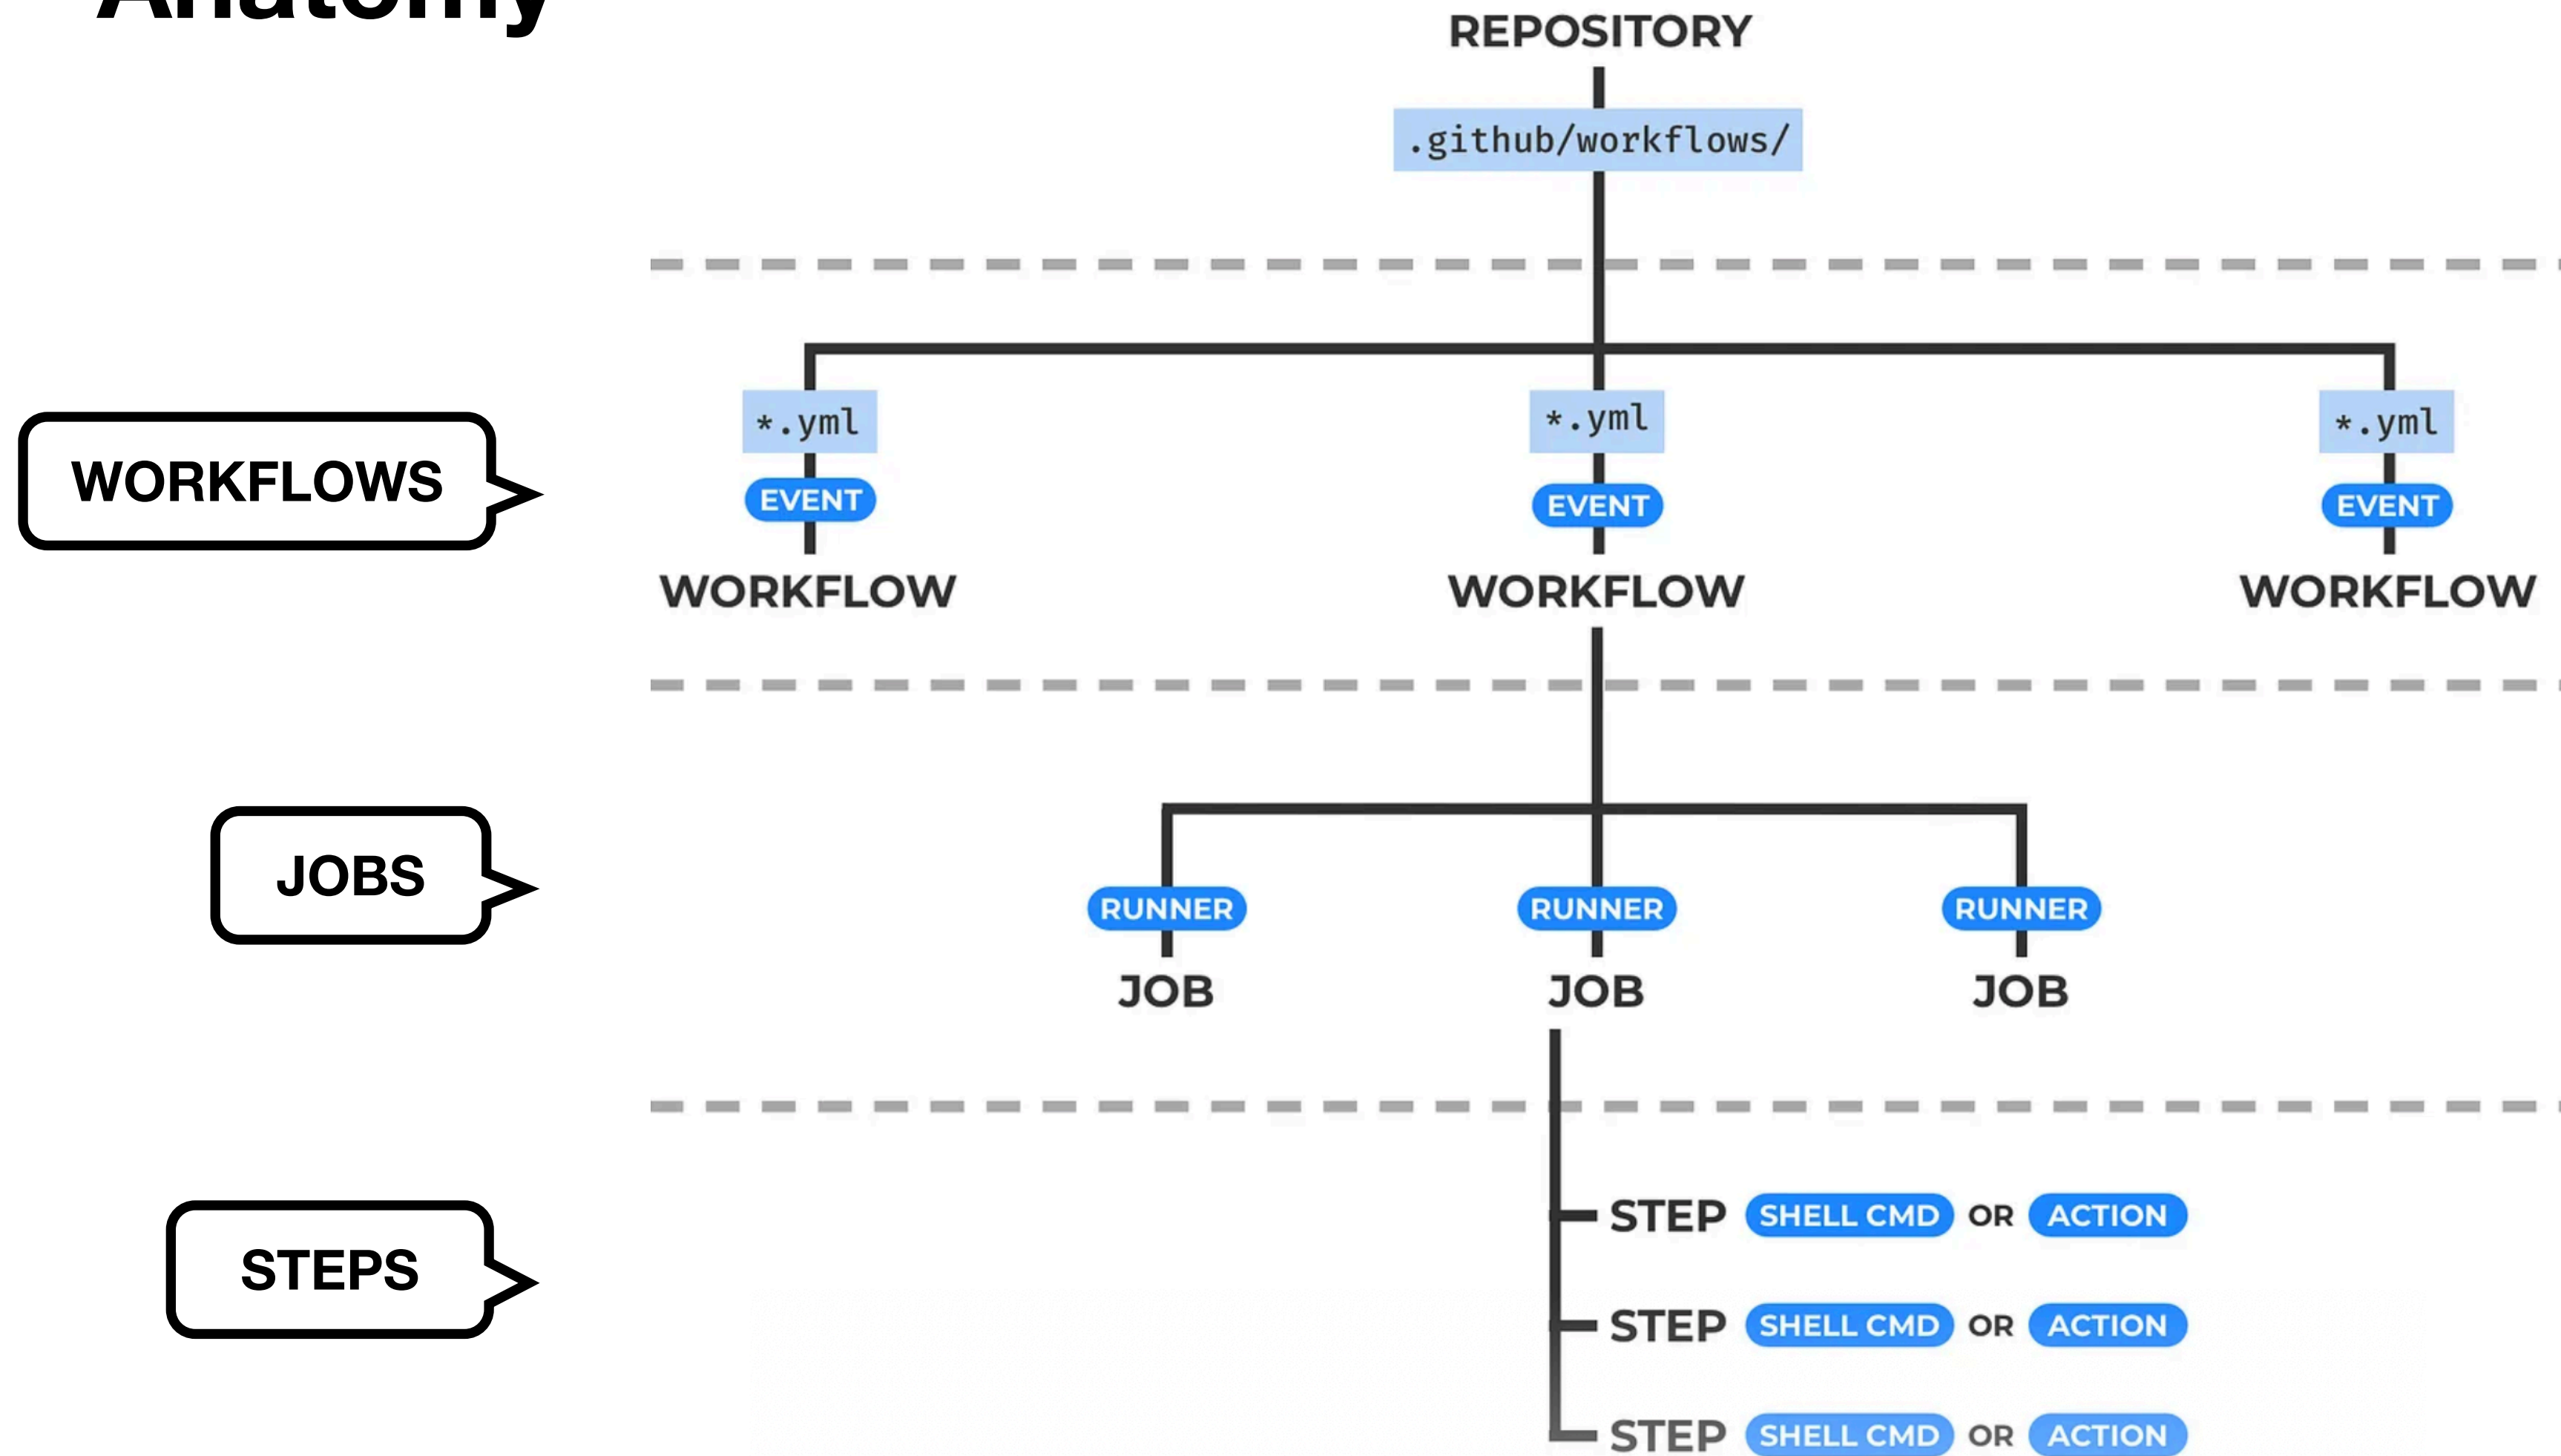 Anatomy
REPOSITORY
.github/workflows/
WORKFLOWS
*.yml *.yml *.yml
EVENT EVENT EVENT
WORKFLOW WORKFLOW WORKFLOW
JOBS
RUNNER RUNNER RUNNER
JOB JOB JOB
STEPS
STEP SHELL CMD OR ACTION
STEP SHELL CMD OR ACTION
STEP SHELL CMD OR ACTION